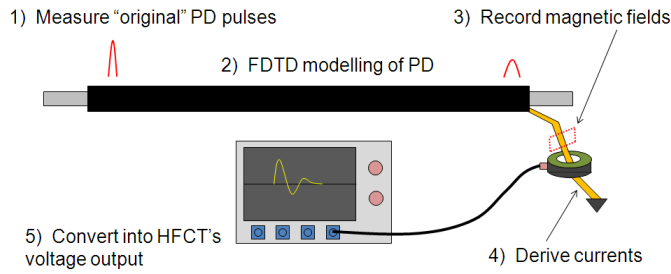 1) Measure “original” PD pulses
3) Record magnetic fields
2) FDTD modelling of PD
5) Convert into HFCT’s
voltage output
4) Derive currents